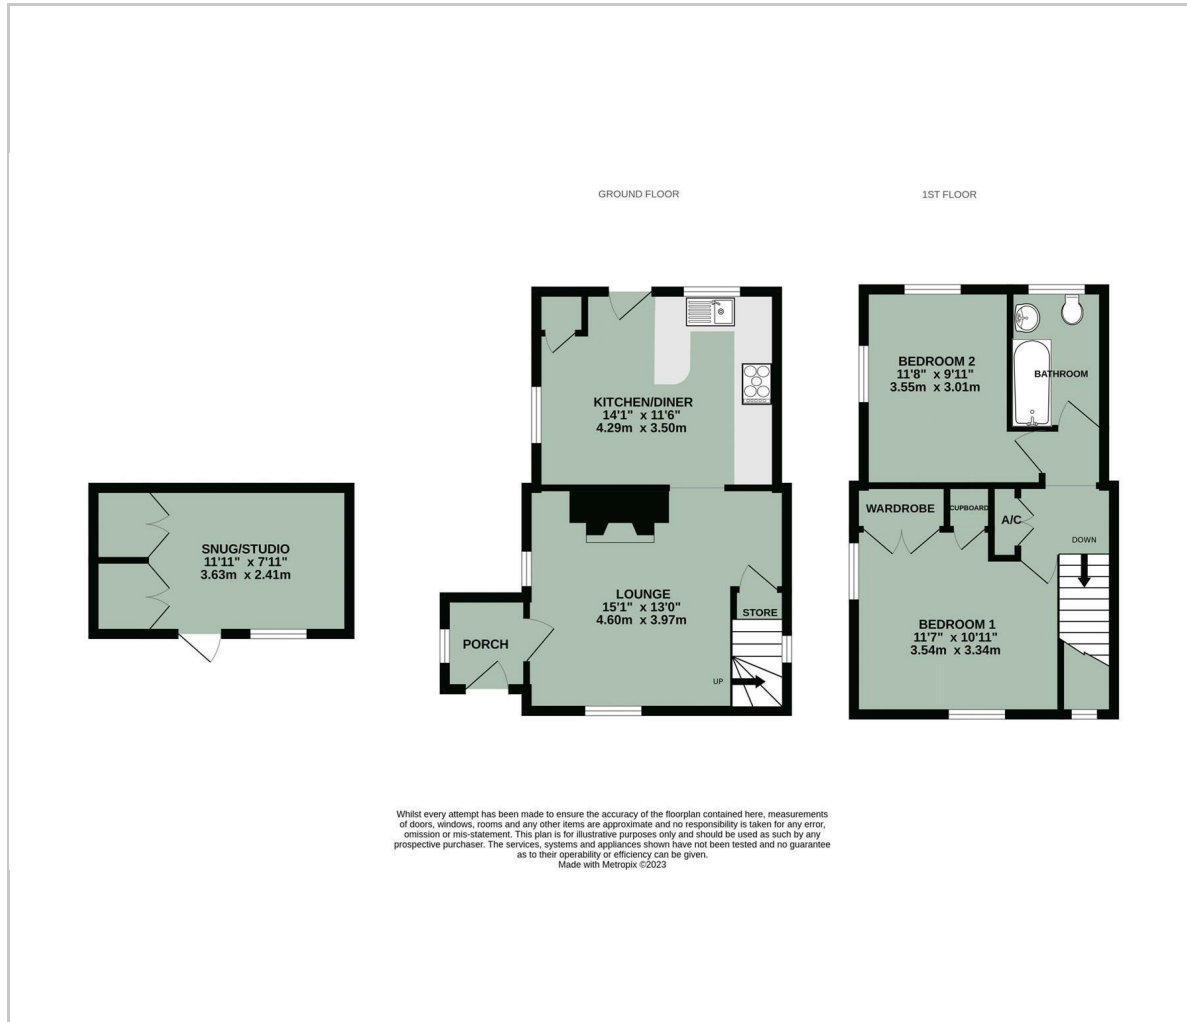 GROUND FLOOR
1ST FLOOR
KITCHEN/DINER
14'1" x 11'6"
4.29m x 3.50m
BEDROOM 2
11'8" x 9'11"
3.55m x 3.01m
BATHROOM
SNUG/STUDIO
11'11" x 7'11"
3.63m x 2.41m
LOUNGE
15'1" x 13'0"
4.60m x 3.97m
STORE
PORCH
UP
WARDROBE
CUPBOARD
A/C
DOWN
BEDROOM 1
11'7" x 10'11"
3.54m x 3.34m
Whilst every attempt has been made to ensure the accuracy of the floorplan contained here, measurements
of doors, windows, rooms and any other items are approximate and no responsibility is taken for any error,
omission or mis-statement. This plan is for illustrative purposes only and should be used as such by any
prospective purchaser. The services, systems and appliances shown have not been tested and no guarantee
as to their operability or efficiency can be given.
Made with Metropix ©2023